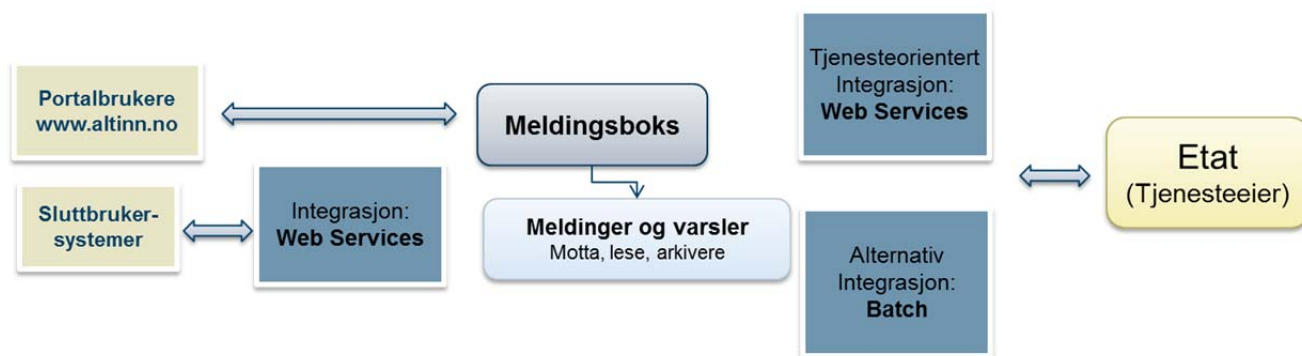 Portalbrukere
www.altinn.no
Sluttbruker-
systemer
Integrasjon:
Web Services
Meldingsboks
Meldinger og varsler
Motta, lese, arkivere
Tjenesteorientert
Integrasjon:
Web Services
Alternativ
Integrasjon:
Batch
Etat
(Tjenesteeier)